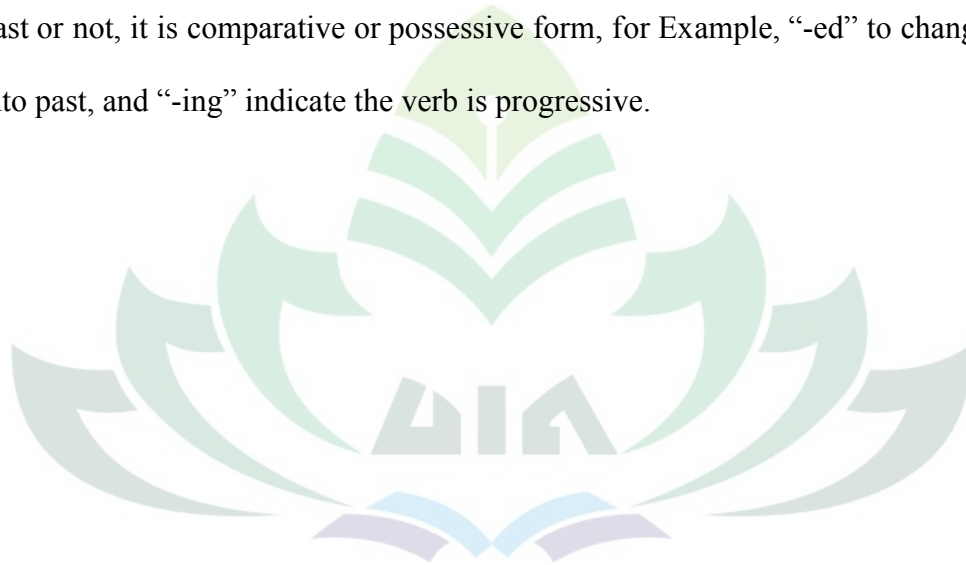 ast or not, it is comparative or possessive form, for Example, “-ed” to chang
to past, and “-ing” indicate the verb is progressive.
UIN